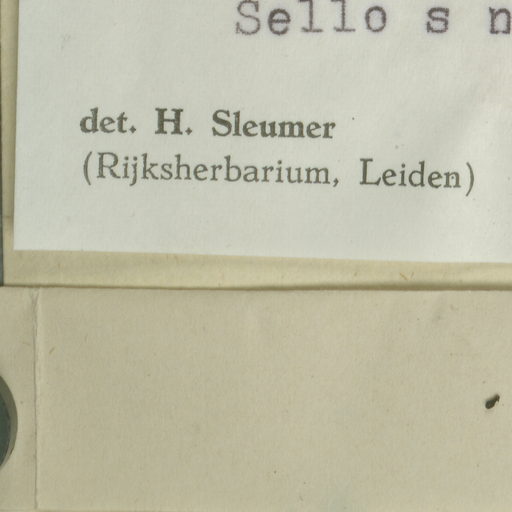 Sello s n
det. H. Sleumer
(Rijksherbarium, Leiden)